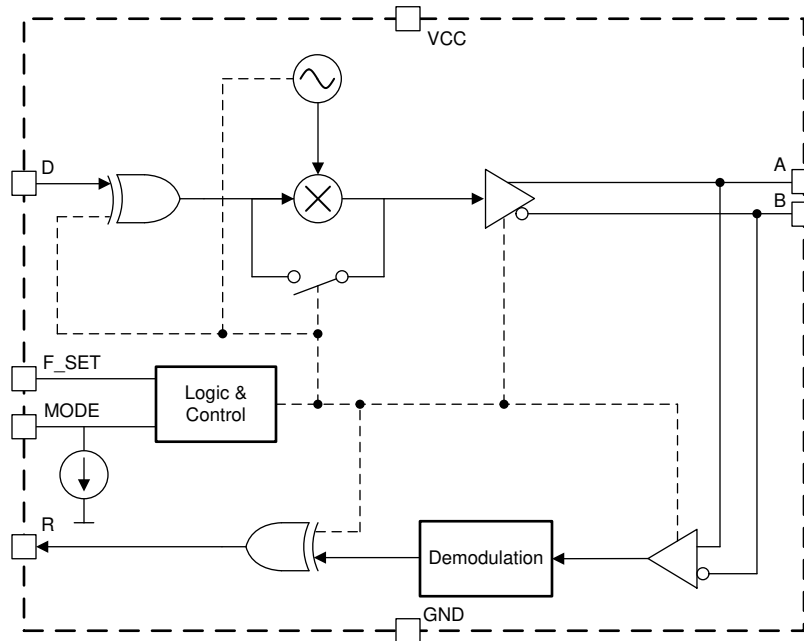 VCC
D
A
B
F_SET
Logic &
Control
MODE
R
Demodulation
GND